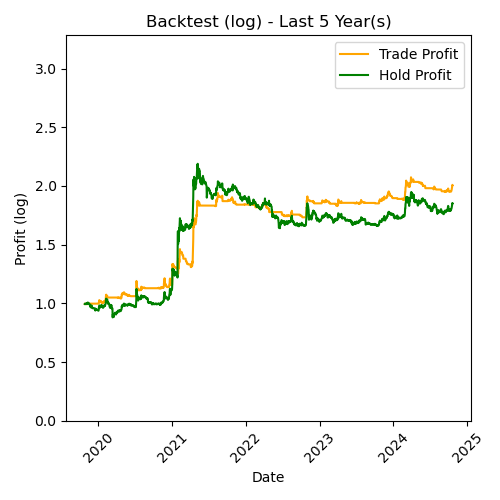 Backtest (log) - Last 5 Year(s)
Trade Profit
Hold Profit
Profit (log)
3.0
2.5
2.0
1.5
1.0
0.5
0.0
2020
2021
2022
2023
2024
2025
Date